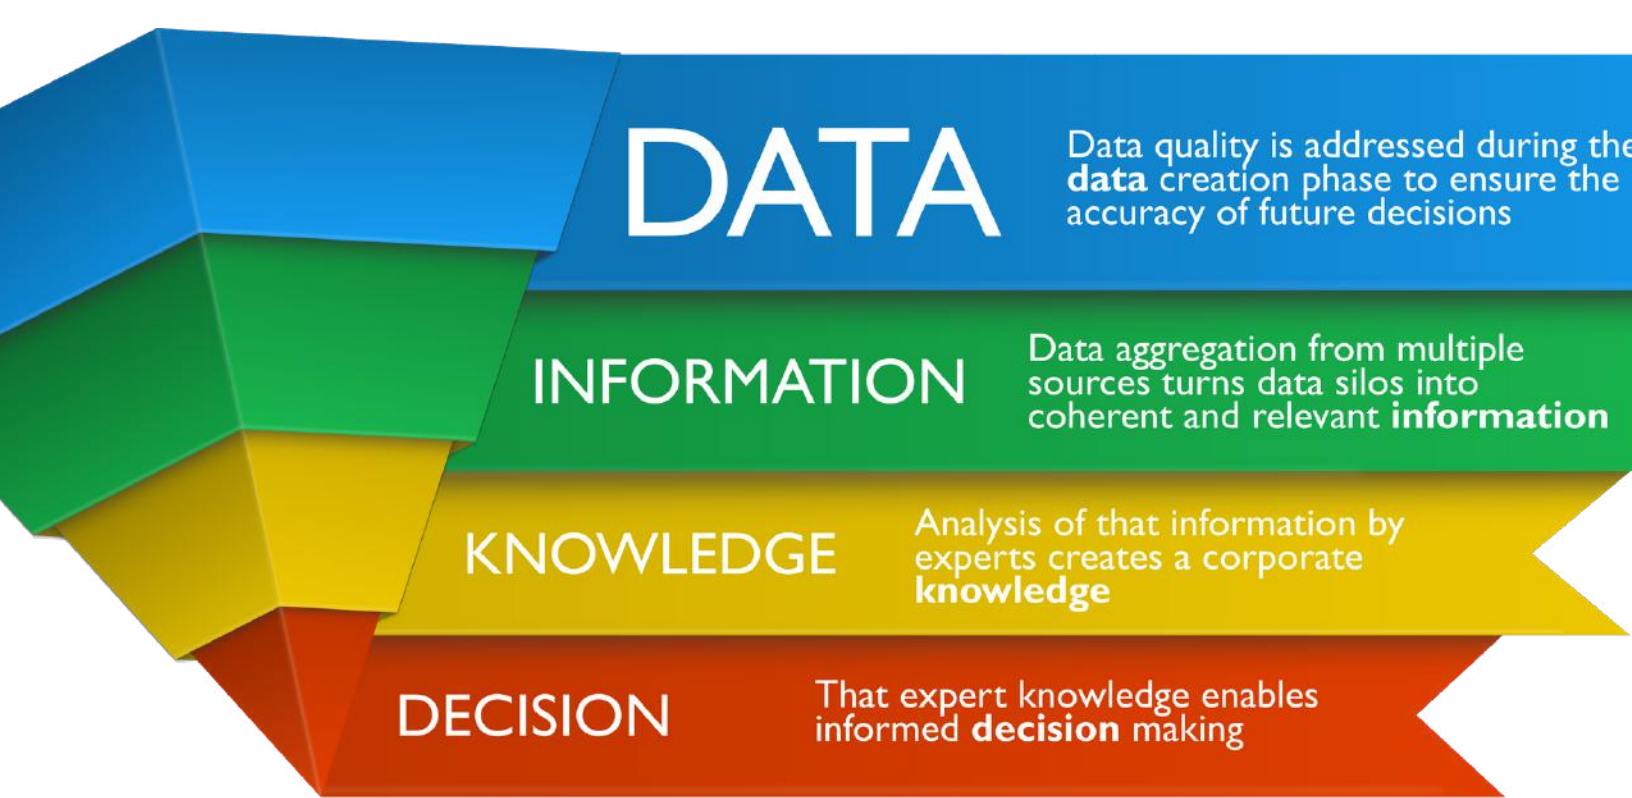 DATA
Data quality is addressed during the
data creation phase to ensure the
accuracy of future decisions
INFORMATION
Data aggregation from multiple
sources turns data silos into
coherent and relevant information
KNOWLEDGE
Analysis of that information by
experts creates a corporate
knowledge
DECISION
That expert knowledge enables
informed decision making